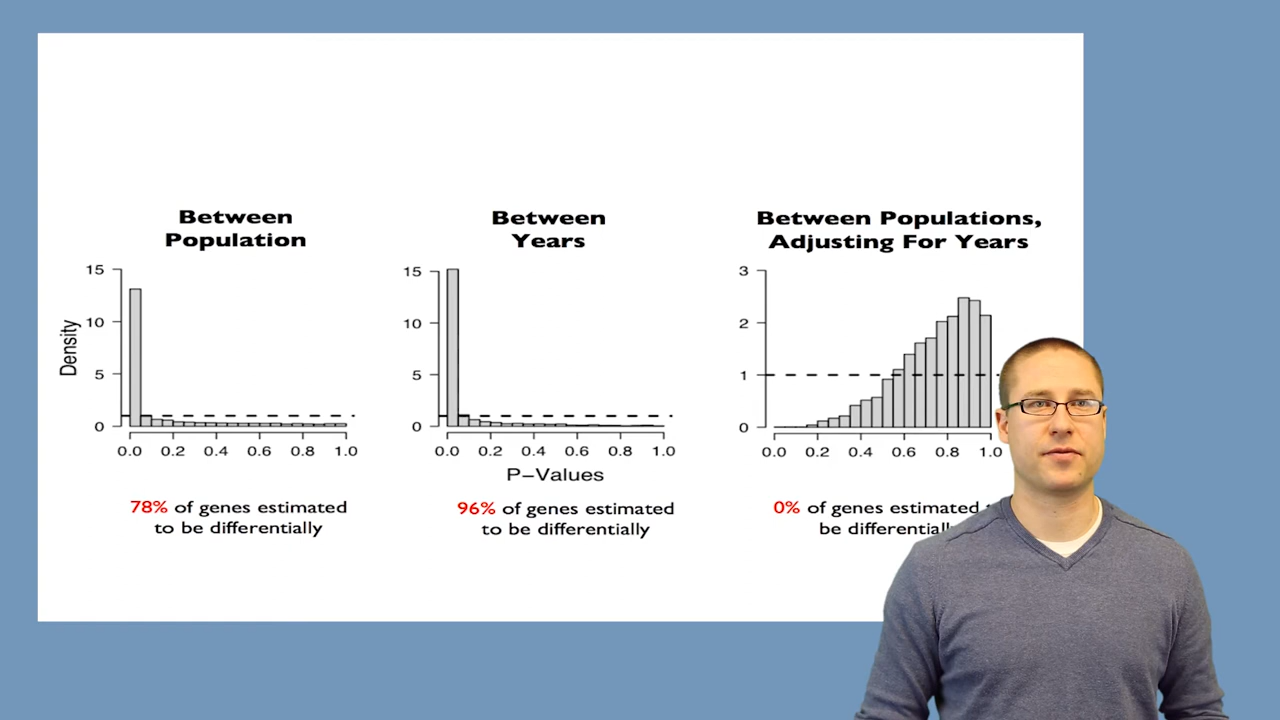 Between
Population
Between
Years
Between Populations,
Adjusting For Years
15
10
5
0
Density
0.0 0.2 0.4 0.6 0.8 1.0
15
10
5
0
0.0 0.2 0.4 0.6 0.8 1.0
P-Values
3
2
1
0
0.0 0.2 0.4 0.6 0.8 1.0
78% of genes estimated
to be differentially
96% of genes estimated
to be differentially
0% of genes estimated
be differentiall